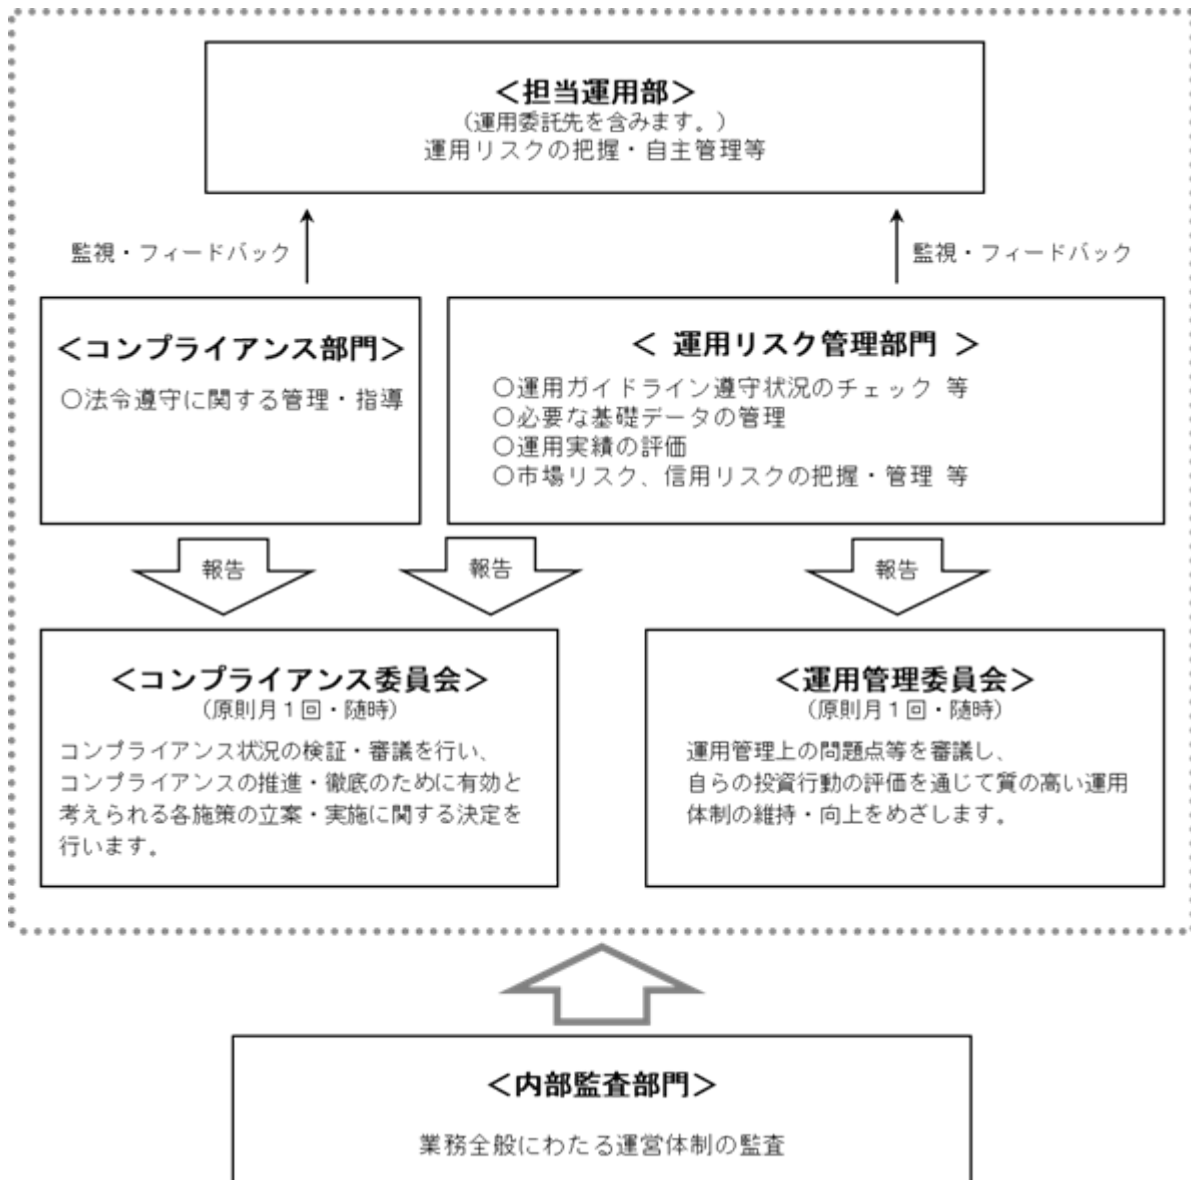 ＜担当運用部＞
（運用委託先を含みます。）
運用リスクの把握・自主管理等
監視・フィードバック
監視・フィードバック
＜コンプライアンス部門＞
○法令遵守に関する管理・指導
＜ 運用リスク管理部門 ＞
○運用ガイドライン遵守状況のチェック 等
○必要な基礎データの管理
○運用実績の評価
○市場リスク、信用リスクの把握・管理 等
報告
報告
報告
＜コンプライアンス委員会＞
（原則月１回・随時）
コンプライアンス状況の検証・審議を行い、
コンプライアンスの推進・徹底のために有効と
考えられる各施策の立案・実施に関する決定を
行います。
＜運用管理委員会＞
（原則月１回・随時）
運用管理上の問題点等を審議し、
自らの投資行動の評価を通じて質の高い運用
体制の維持・向上をめざします。
＜内部監査部門＞
業務全般にわたる運営体制の監査